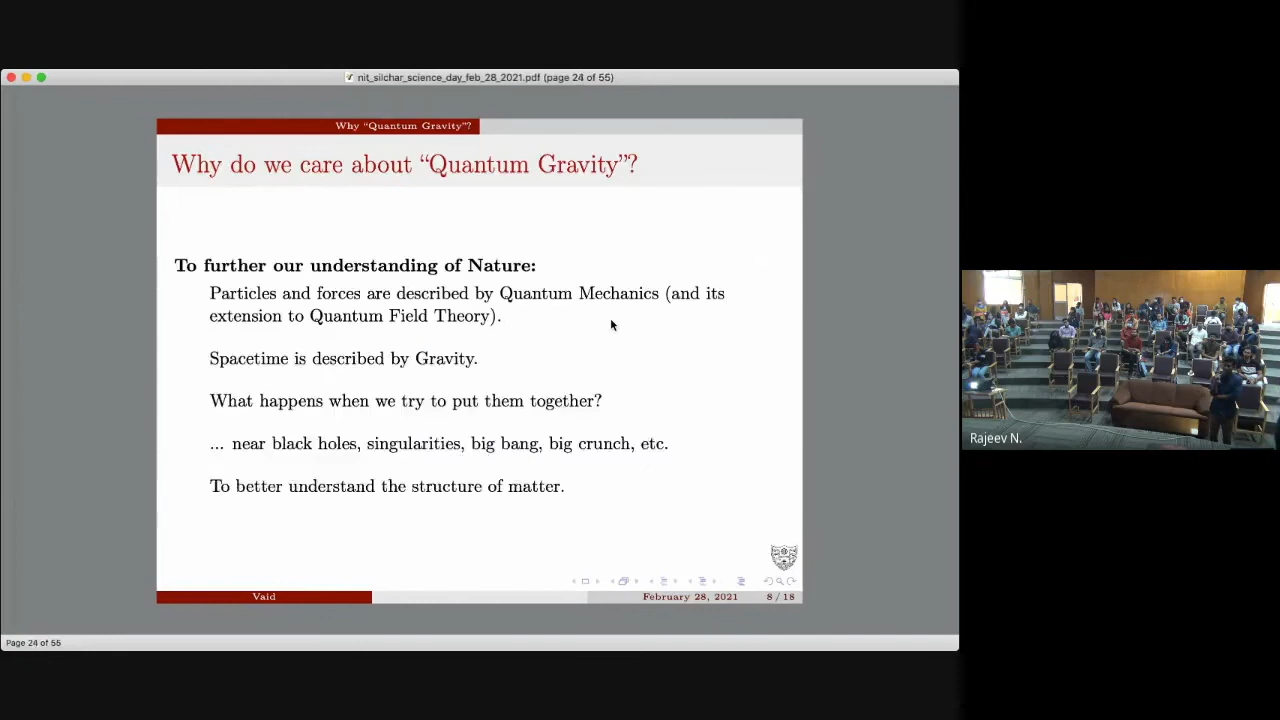 nit_silchar_science_day_feb_28_2021.pdf (page 24 of 55)
Why “Quantum Gravity”?
Why do we care about “Quantum Gravity”?
To further our understanding of Nature:
Particles and forces are described by Quantum Mechanics (and its
extension to Quantum Field Theory).
Spacetime is described by Gravity.
What happens when we try to put them together?
... near black holes, singularities, big bang, big crunch, etc.
To better understand the structure of matter.
Vaid
February 28, 2021
8 / 18
Page 24 of 55
Rajeev N.